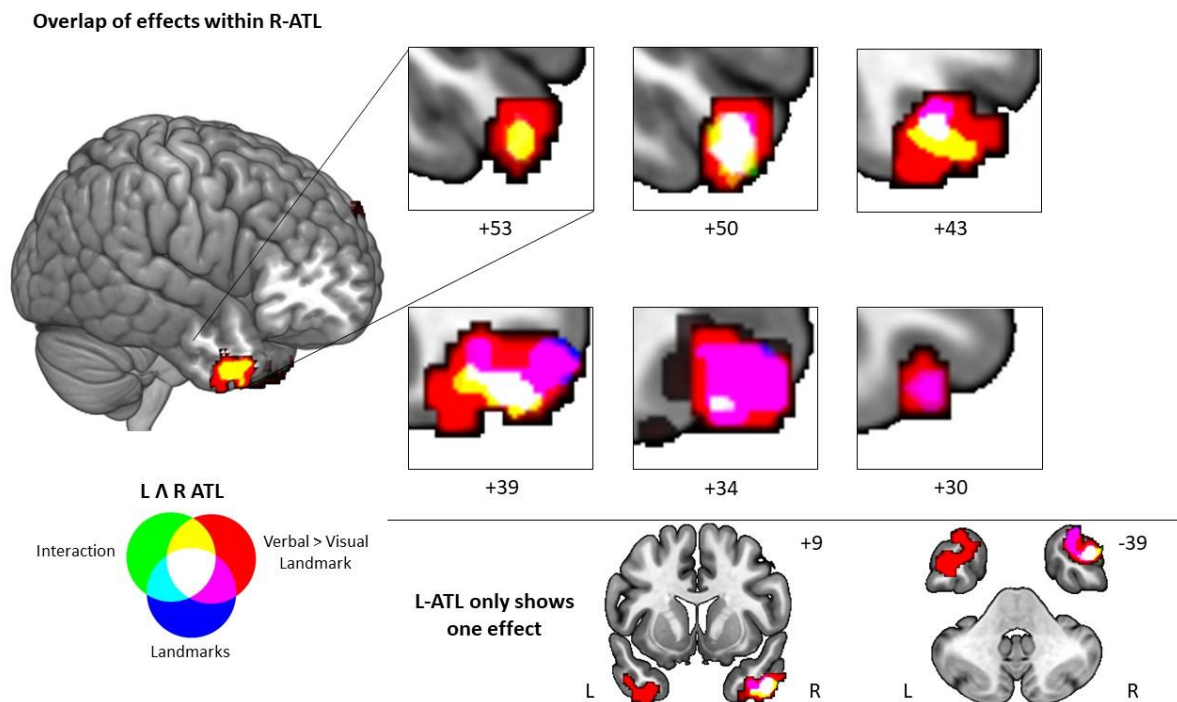 Overlap of effects within R-ATL
+53
+50
+43
+39
+34
+30
L Λ R ATL
Interaction
Verbal > Visual
Landmark
Landmarks
L-ATL only shows
one effect
+9
-39
L
R
L
R